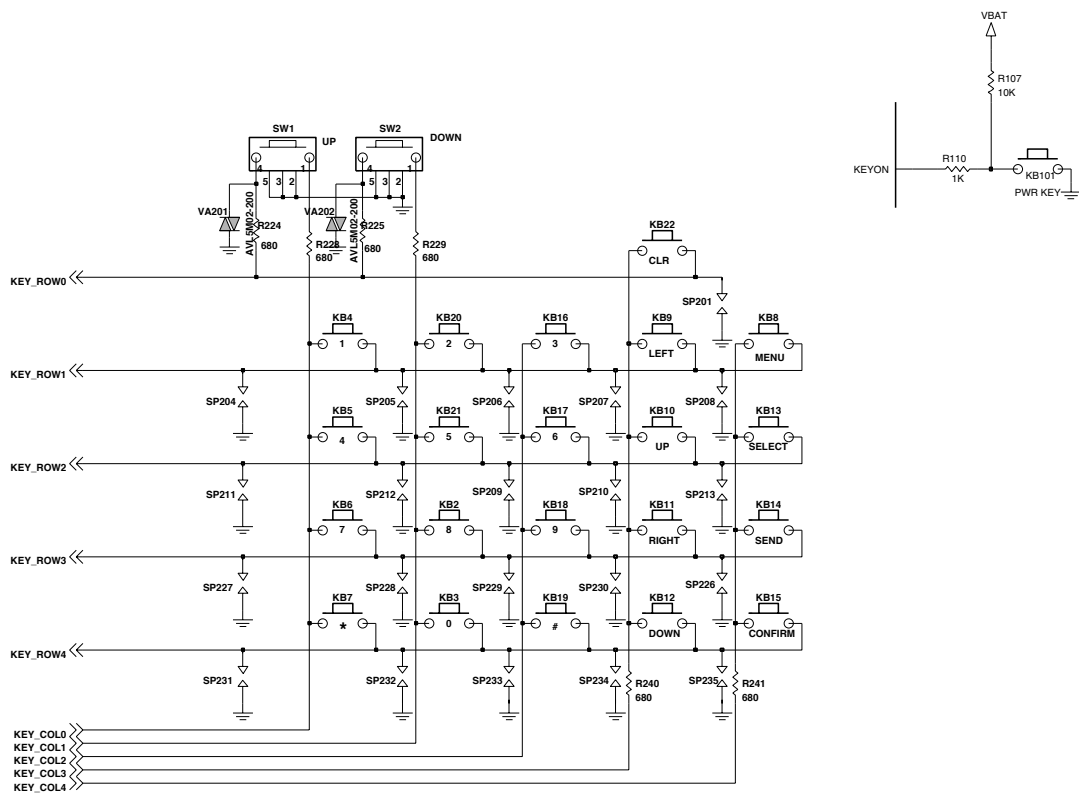 VBAT
R107
10K
KEYON
R110
1K
KB101
PWR KEY
SW1
UP
SW2
DOWN
4
1
4
1
5
3
2
5
3
2
VA201
AVL5M02-200
R224
680
R228
680
VA202
AVL5M02-200
R225
680
R229
680
KB22
CLR
KEY_ROW0
SP201
KB4
1
KB20
2
KB16
3
KB9
LEFT
KB8
MENU
KEY_ROW1
SP204
SP205
SP206
SP207
SP208
KB5
4
KB21
5
KB17
6
KB10
UP
KB13
SELECT
KEY_ROW2
SP211
SP212
SP209
SP210
SP213
KB6
7
KB2
8
KB18
9
KB11
RIGHT
KB14
SEND
KEY_ROW3
SP227
SP228
SP229
SP230
SP226
KB7
*
KB3
0
KB19
#
KB12
DOWN
KB15
CONFIRM
KEY_ROW4
SP231
SP232
SP233
SP234
R240
680
SP235
R241
680
KEY_COL0
KEY_COL1
KEY_COL2
KEY_COL3
KEY_COL4